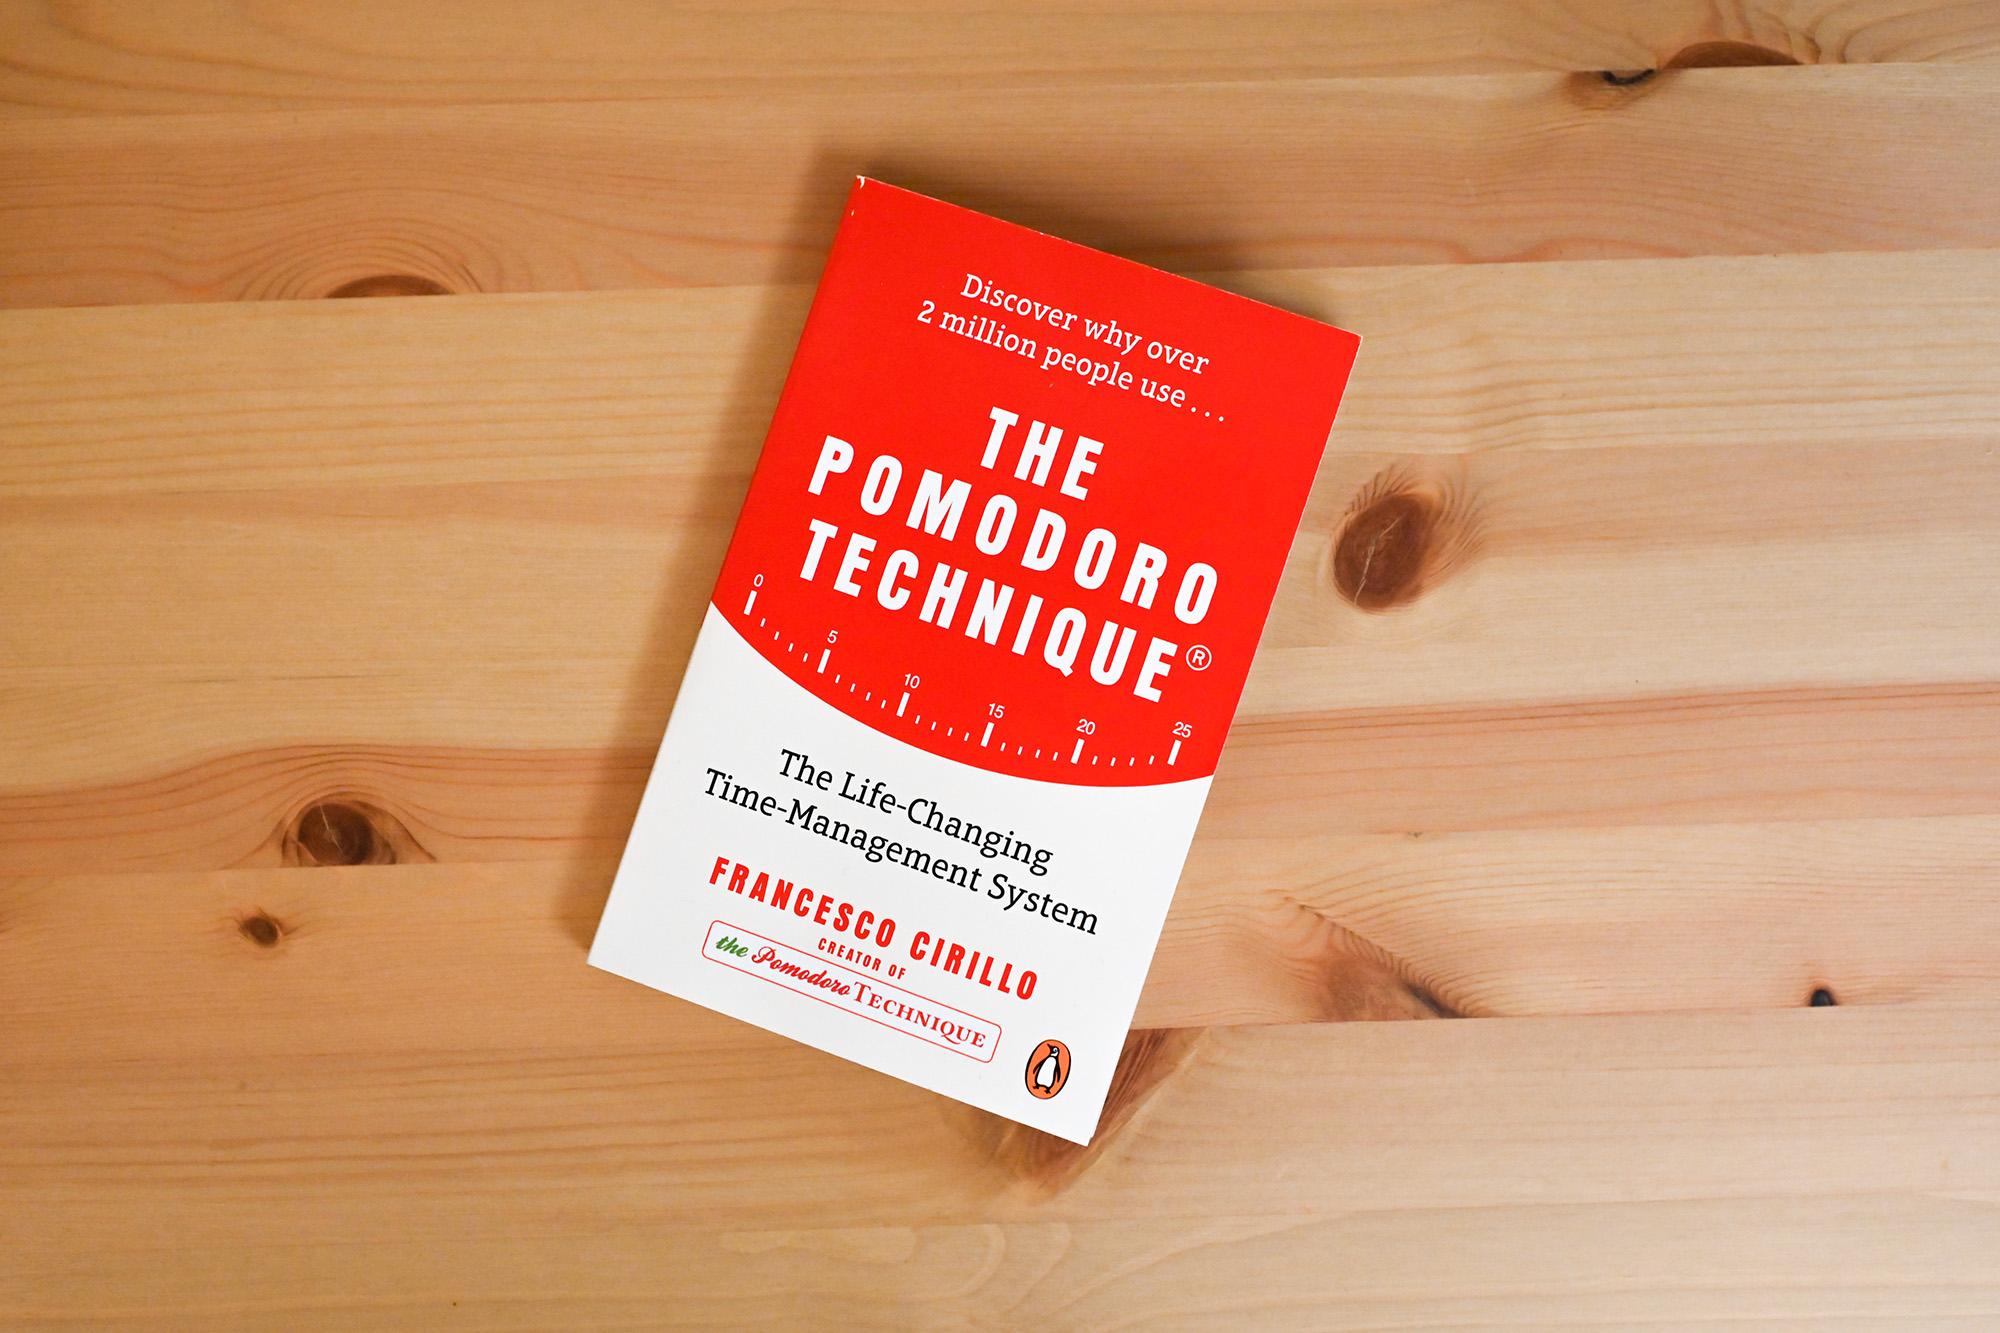 Discover why over
2 million people use...
THE
POMODORO
TECHNIQUE®
0 5 10 15 20 25
The Life-Changing
Time-Management System
FRANCESCO CIRILLO
CREATOR OF
the Pomodoro TECHNIQUE